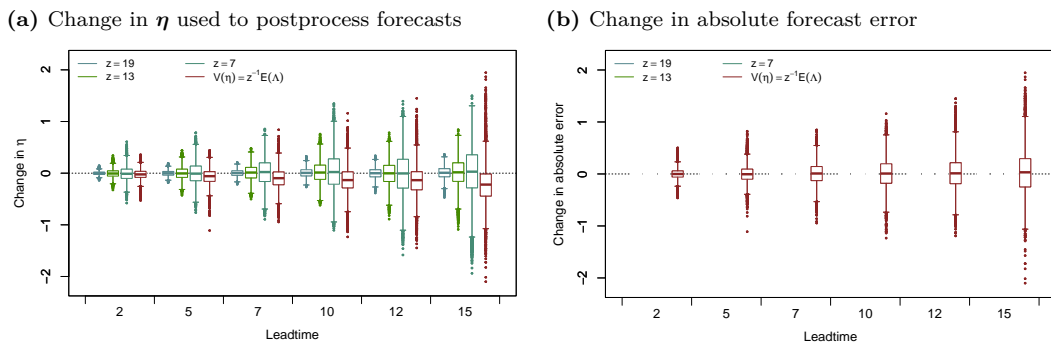 (a) Change in η used to postprocess forecasts
z = 19
z = 13
z = 7
V(η) = z⁻¹E(Λ)
Change in η
2
1
0
-1
-2
2 5 7 10 12 15
Leadtime
(b) Change in absolute forecast error
z = 19
z = 13
z = 7
V(η) = z⁻¹E(Λ)
Change in absolute error
2
1
0
-1
-2
2 5 7 10 12 15
Leadtime